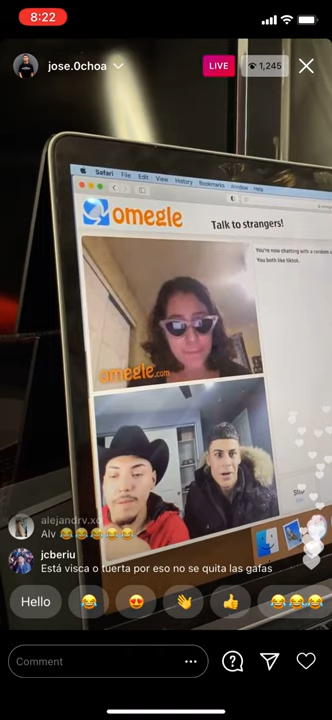 8:22
jose.0choa
LIVE
1,245
Safari File Edit View History Bookmarks Window Help
omegle
Talk to strangers!
You're now chatting with a random
You both like tiktok.
omegle.com
alejandrv.xo
Alv 😂😂😂😂😂
jcberiu
Está visca o tuerta por eso no se quita las gafas
Hello
😂
😍
👋
👍
😂😂😂
Comment